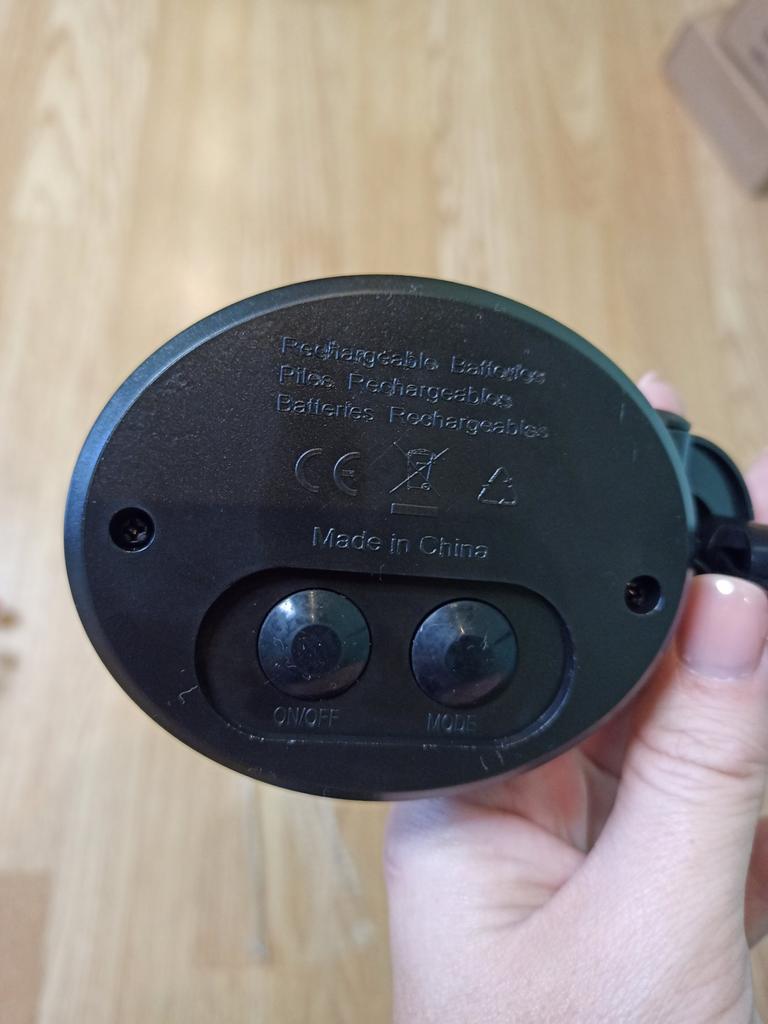 Rechargeable Batteries
Piles Rechargeables
Batteries Rechargeables
CE
Made in China
ON/OFF
MODE